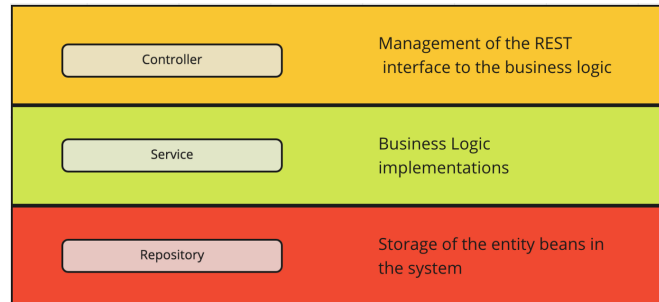 Controller
Management of the REST
interface to the business logic
Service
Business Logic
implementations
Repository
Storage of the entity beans in
the system